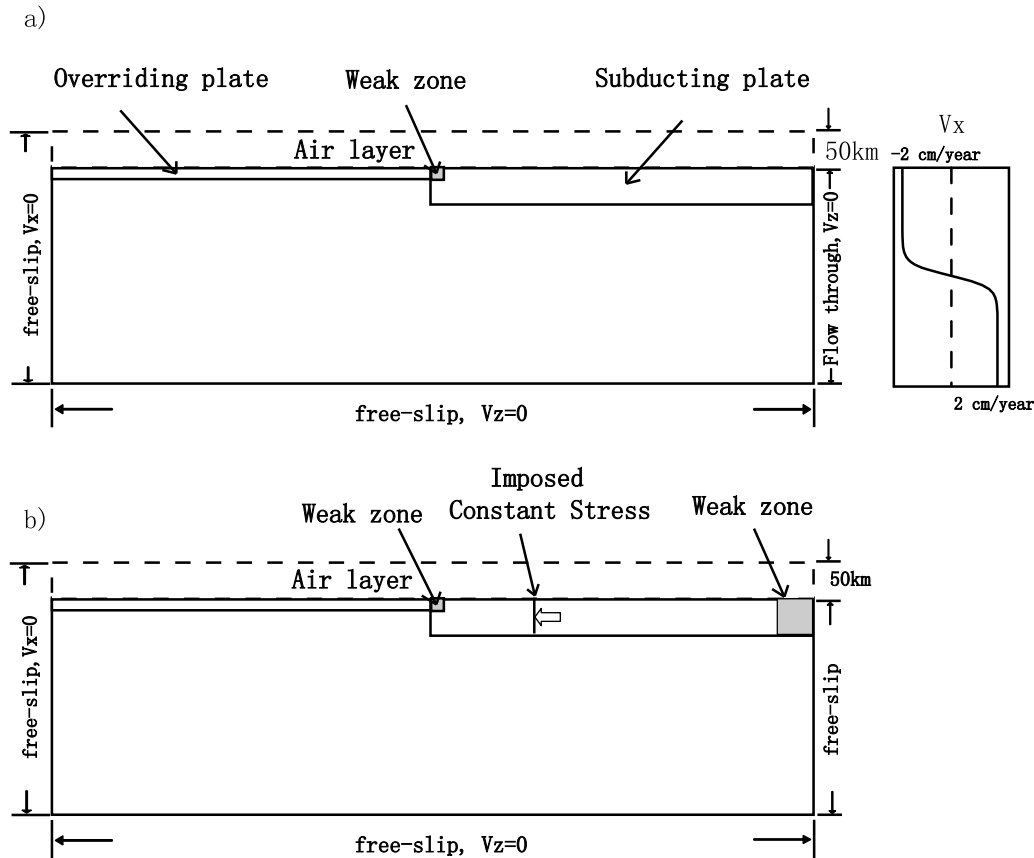 a)
Overriding plate
Weak zone
Subducting plate
Air layer
50km
Vx
-2 cm/year
free-slip, Vx=0
Flow through, Vz=0
2 cm/year
free-slip, Vz=0
b)
Imposed
Constant Stress
Weak zone
Weak zone
Air layer
50km
free-slip, Vx=0
free-slip
free-slip, Vz=0